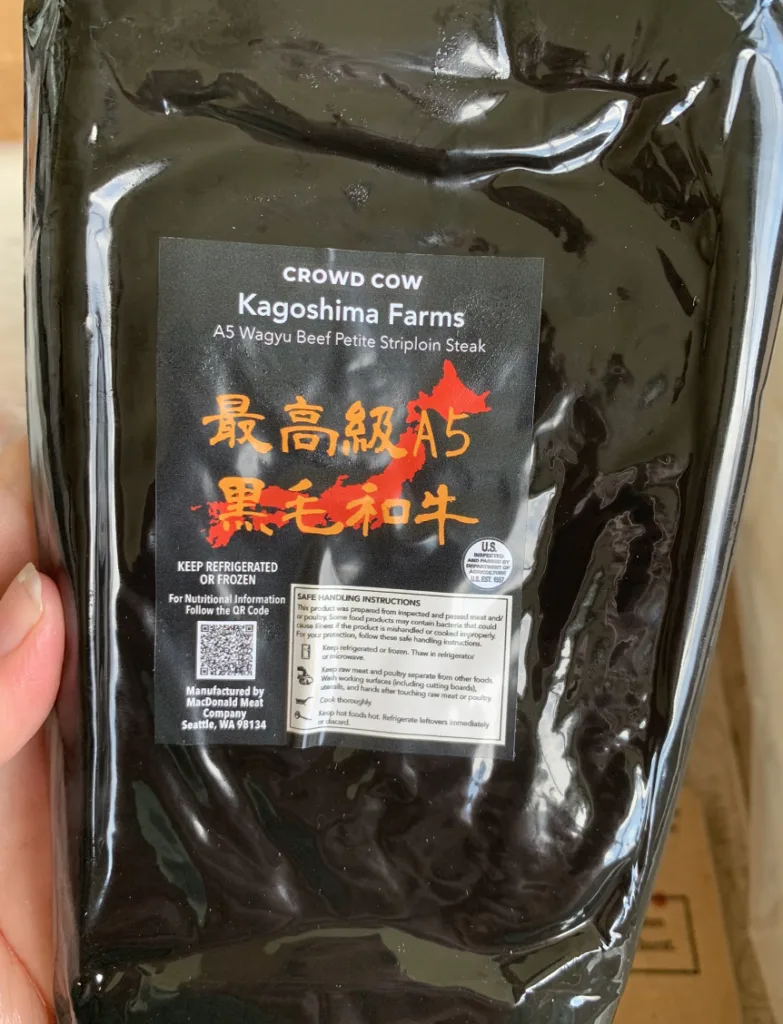 CROWD COW
Kagoshima Farms
A5 Wagyu Beef Petite Striploin Steak
最高級A5
黒毛和牛
KEEP REFRIGERATED
OR FROZEN
For Nutritional Information
Follow the QR Code
Manufactured by
MacDonald Meat
Company
Seattle, WA 98134
U.S.
INSPECTED
AND PASSED BY
DEPARTMENT OF
AGRICULTURE
U.S. EST.
SAFE HANDLING INSTRUCTIONS
This product was prepared from inspected and passed meat and/
or poultry. Some food products may contain bacteria that could
cause illness if the product is mishandled or cooked improperly.
For your protection, follow these safe handling instructions.
Keep refrigerated or frozen. Thaw in refrigerator
or microwave.
Keep raw meat and poultry separate from other foods.
Wash working surfaces (including cutting boards),
utensils, and hands after touching raw meat or poultry.
Cook thoroughly.
Keep hot foods hot. Refrigerate leftovers immediately
or discard.